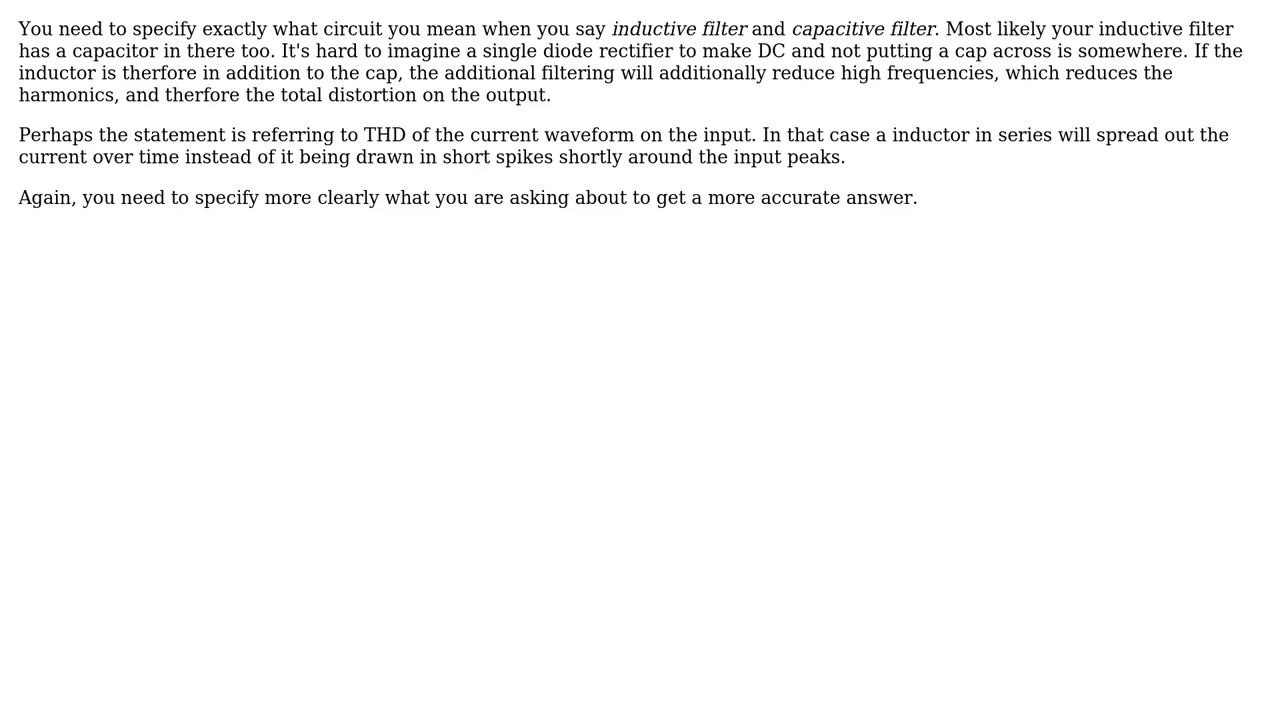 You need to specify exactly what circuit you mean when you say inductive filter and capacitive filter. Most likely your inductive filter
has a capacitor in there too. It's hard to imagine a single diode rectifier to make DC and not putting a cap across is somewhere. If the
inductor is therfore in addition to the cap, the additional filtering will additionally reduce high frequencies, which reduces the
harmonics, and therfore the total distortion on the output.
Perhaps the statement is referring to THD of the current waveform on the input. In that case a inductor in series will spread out the
current over time instead of it being drawn in short spikes shortly around the input peaks.
Again, you need to specify more clearly what you are asking about to get a more accurate answer.